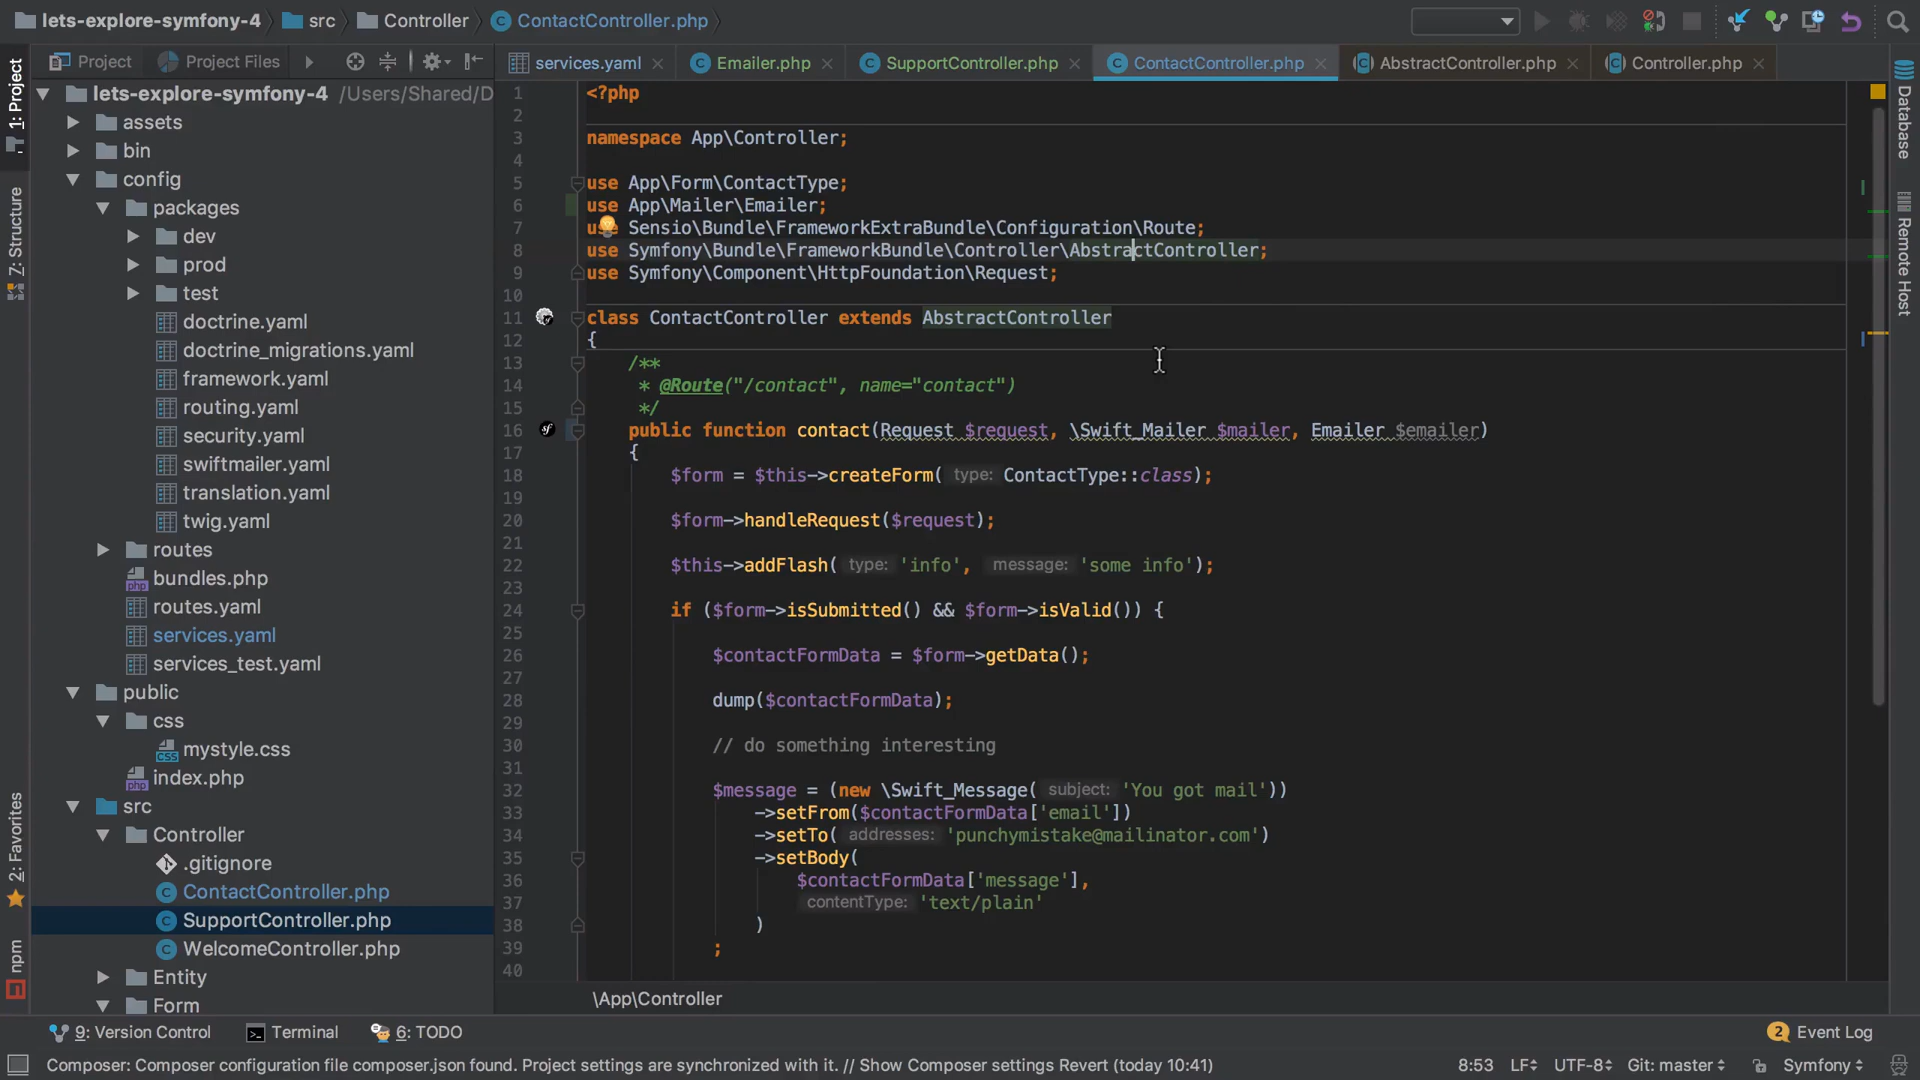 lets-explore-symfony-4 src Controller ContactController.php
Project Project Files
services.yaml Emailer.php SupportController.php ContactController.php AbstractController.php Controller.php
1: Project
7: Structure
2: Favorites
npm
lets-explore-symfony-4 /Users/Shared/D
assets
bin
config
packages
dev
prod
test
doctrine.yaml
doctrine_migrations.yaml
framework.yaml
routing.yaml
security.yaml
swiftmailer.yaml
translation.yaml
twig.yaml
routes
bundles.php
routes.yaml
services.yaml
services_test.yaml
public
css
mystyle.css
index.php
src
Controller
.gitignore
ContactController.php
SupportController.php
WelcomeController.php
Entity
Form
1 <?php
2
3 namespace App\Controller;
4
5 use App\Form\ContactType;
6 use App\Mailer\Emailer;
7 use Sensio\Bundle\FrameworkExtraBundle\Configuration\Route;
8 use Symfony\Bundle\FrameworkBundle\Controller\AbstractController;
9 use Symfony\Component\HttpFoundation\Request;
10
11 class ContactController extends AbstractController
12 {
13 /**
14 * @Route("/contact", name="contact")
15 */
16 public function contact(Request $request, \Swift_Mailer $mailer, Emailer $emailer)
17 {
18 $form = $this->createForm( type: ContactType::class);
19
20 $form->handleRequest($request);
21
22 $this->addFlash( type: 'info', message: 'some info');
23
24 if ($form->isSubmitted() && $form->isValid()) {
25
26 $contactFormData = $form->getData();
27
28 dump($contactFormData);
29
30 // do something interesting
31
32 $message = (new \Swift_Message( subject: 'You got mail'))
33 ->setFrom($contactFormData['email'])
34 ->setTo( addresses: 'punchymistake@mailinator.com')
35 ->setBody(
36 $contactFormData['message'],
37 contentType: 'text/plain'
38 )
39 ;
40
\App\Controller
Database
Remote Host
9: Version Control Terminal 6: TODO
2 Event Log
Composer: Composer configuration file composer.json found. Project settings are synchronized with it. // Show Composer settings Revert (today 10:41)
8:53 LF UTF-8 Git: master Symfony